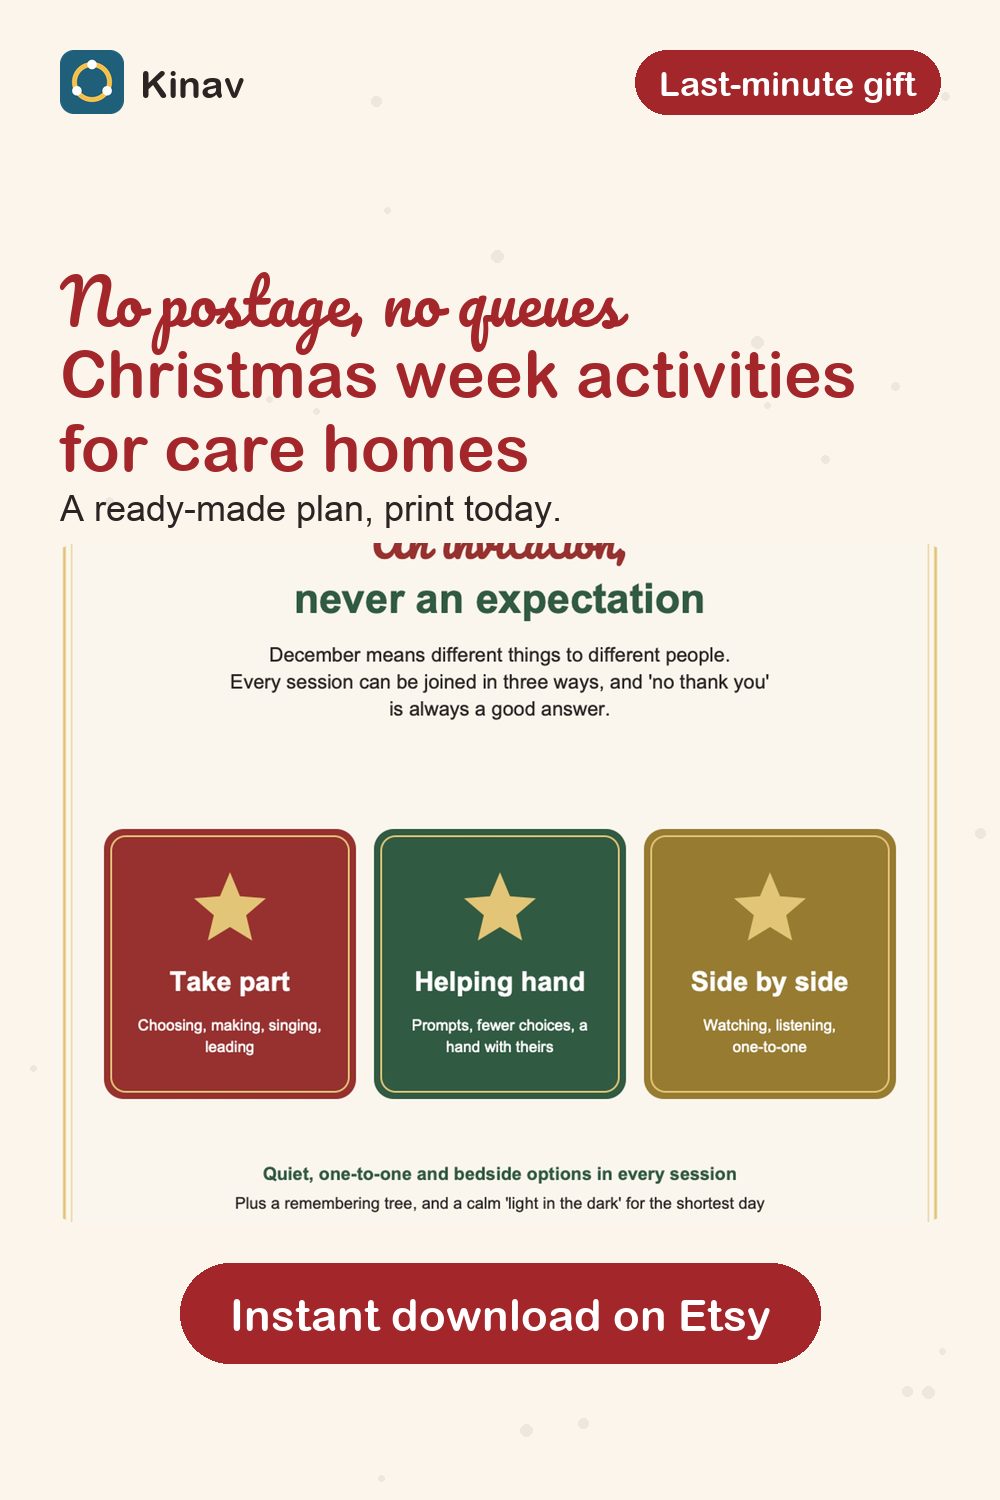 Kinav
Last-minute gift
No postage, no queues
Christmas week activities
for care homes
A ready-made plan, print today.
An invitation,
never an expectation
December means different things to different people.
Every session can be joined in three ways, and 'no thank you'
is always a good answer.
Take part
Choosing, making, singing,
leading
Helping hand
Prompts, fewer choices, a
hand with theirs
Side by side
Watching, listening,
one-to-one
Quiet, one-to-one and bedside options in every session
Plus a remembering tree, and a calm 'light in the dark' for the shortest day
Instant download on Etsy